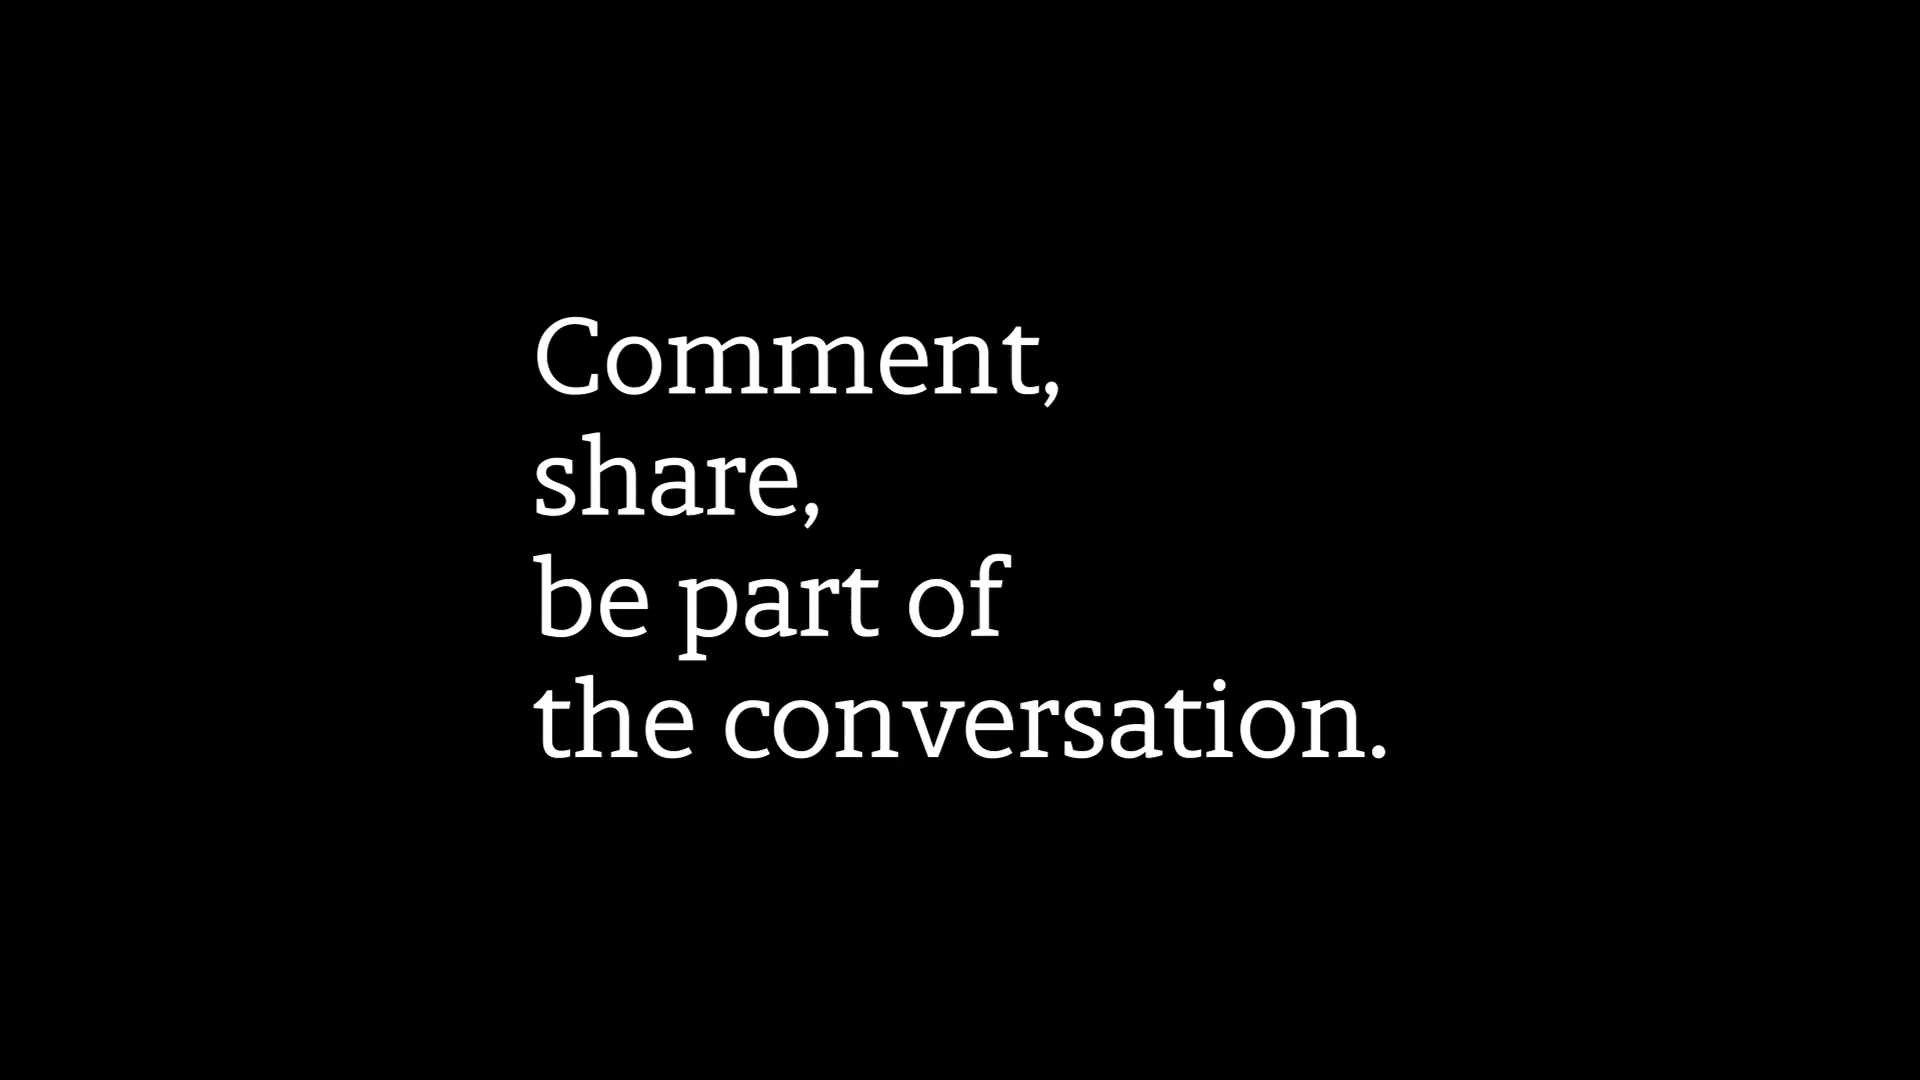 Comment,
share,
be part of
the conversation.